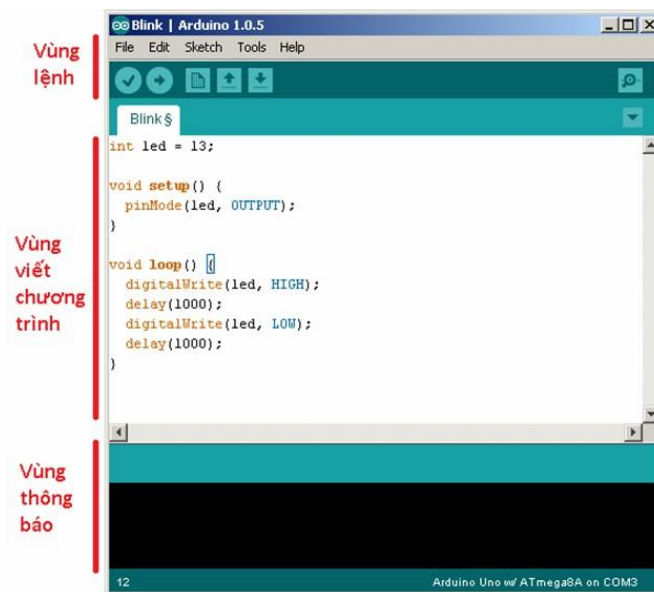 Blink | Arduino 1.0.5
File Edit Sketch Tools Help
Vùng
lệnh
Blink §
int led = 13;
void setup() {
pinMode(led, OUTPUT);
}
void loop() {
digitalWrite(led, HIGH);
delay(1000);
digitalWrite(led, LOW);
delay(1000);
}
Vùng
viết
chương
trình
Vùng
thông
báo
12
Arduino Uno w/ ATmega8A on COM3